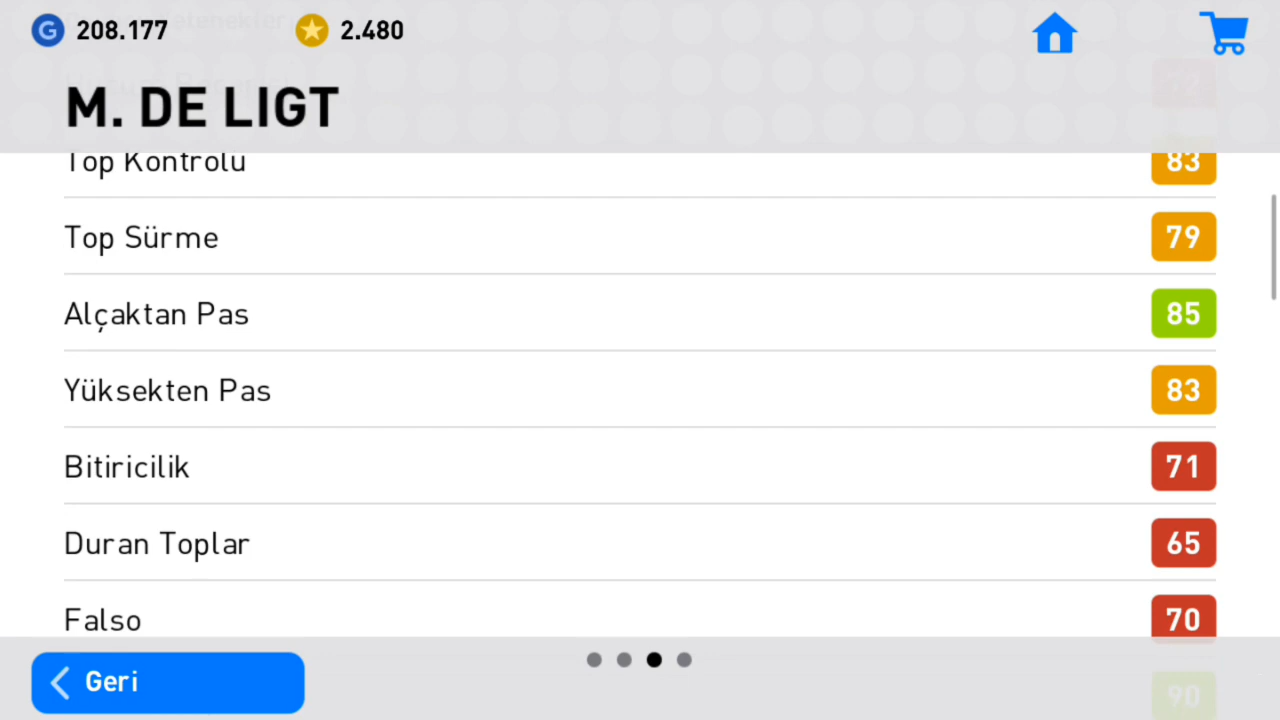 208.177
2.480
M. DE LIGT
Top Kontrolü 83
Top Sürme 79
Alçaktan Pas 85
Yüksekten Pas 83
Bitiricilik 71
Duran Toplar 65
Falso 70
90
Geri